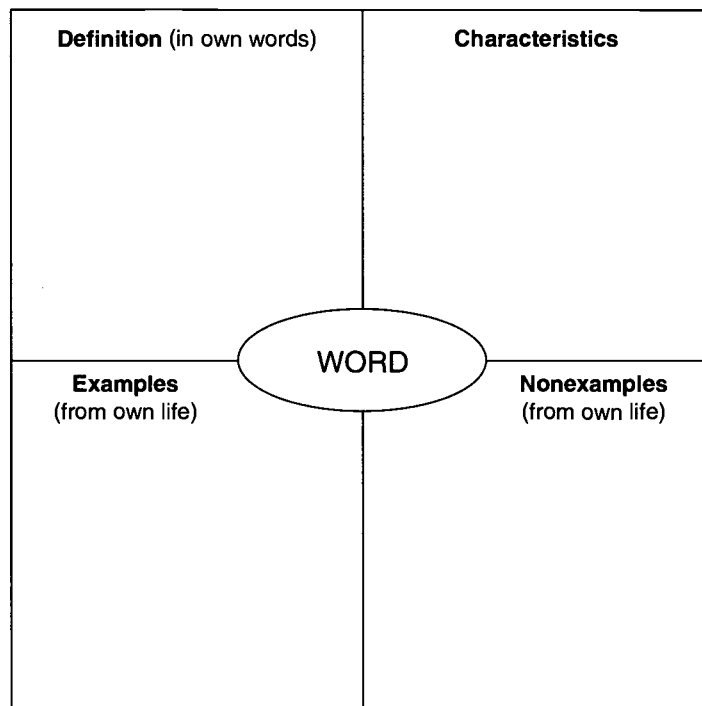 Definition (in own words)
Characteristics
WORD
Examples
(from own life)
Nonexamples
(from own life)